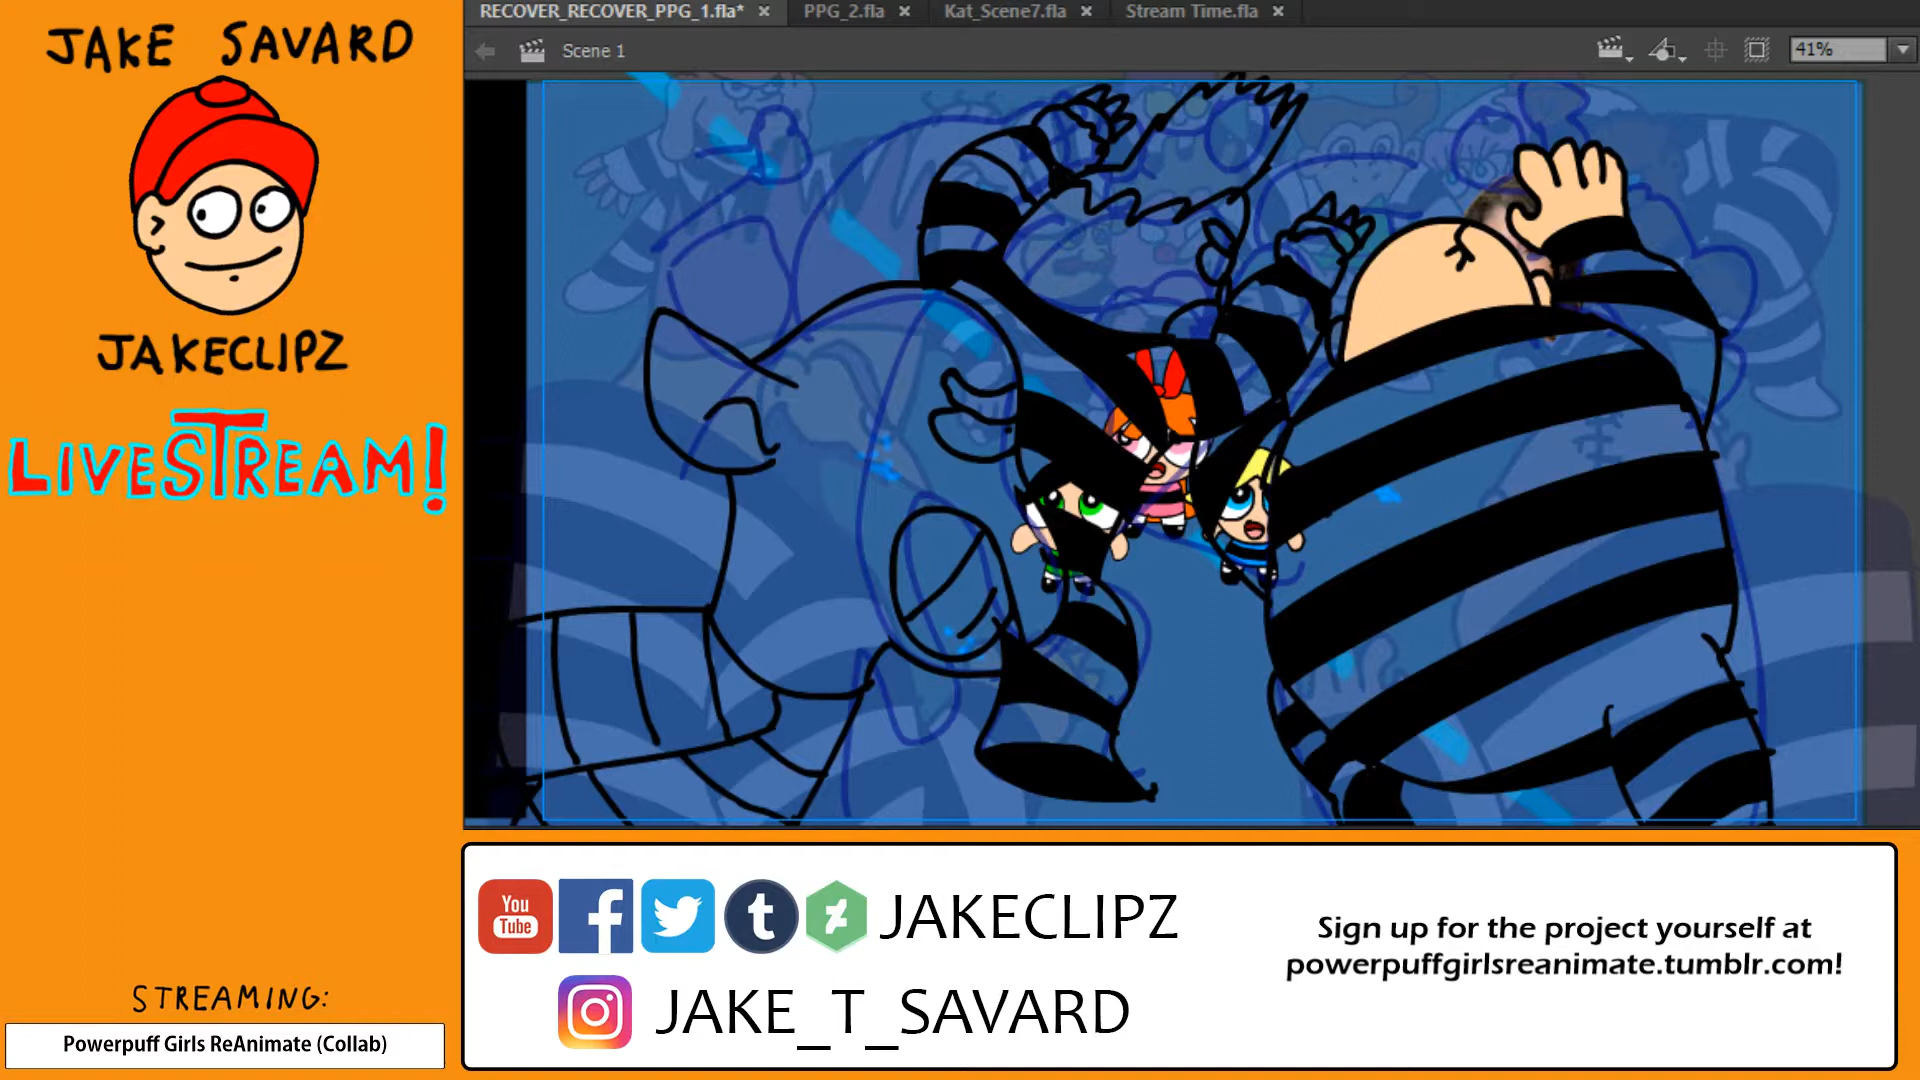 JAKE SAVARD
JAKECLIPZ
LIVESTREAM!
STREAMING:
Powerpuff Girls ReAnimate (Collab)
RECOVER_RECOVER_PPG_1.fla* ×
PPG_2.fla ×
Kat_Scene7.fla ×
Stream Time.fla ×
Scene 1
41%
You
Tube
f
t
JAKECLIPZ
JAKE_T_SAVARD
Sign up for the project yourself at
powerpuffgirlsreanimate.tumblr.com!